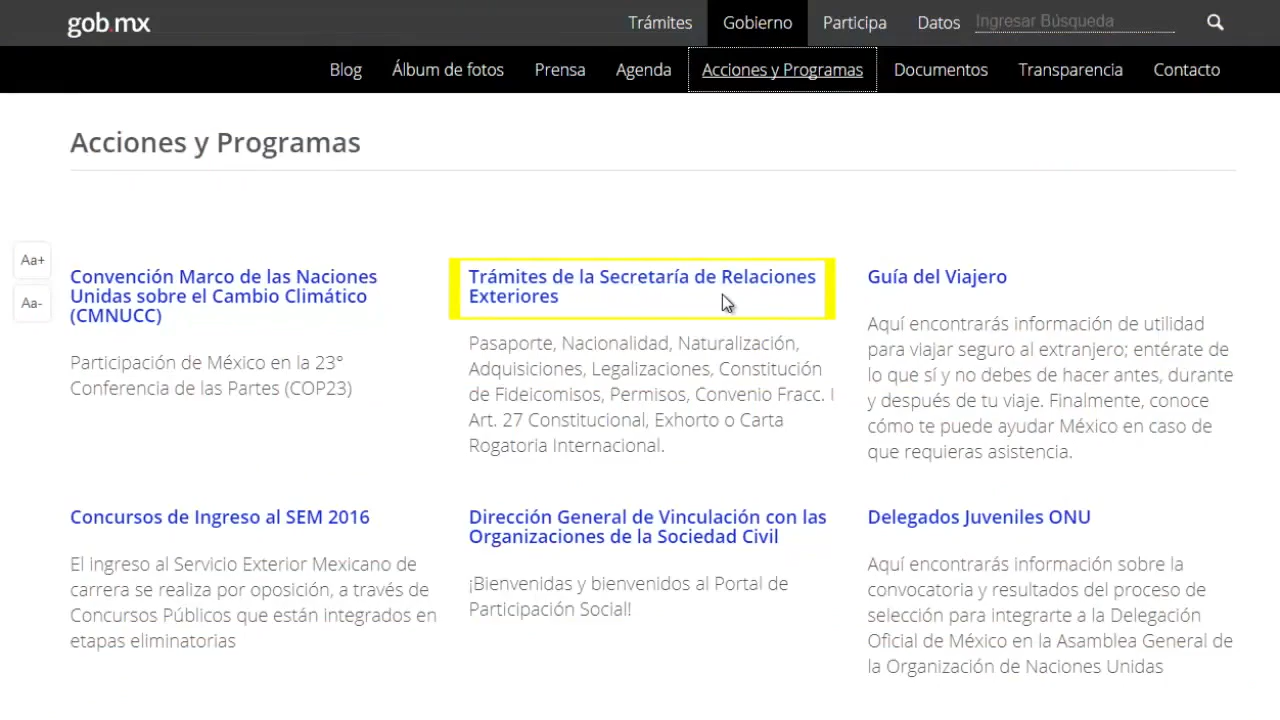 gob.mx
Trámites Gobierno Participa Datos Ingresar Búsqueda
Blog Álbum de fotos Prensa Agenda Acciones y Programas Documentos Transparencia Contacto
Acciones y Programas
Aa+
Aa-
Convención Marco de las Naciones
Unidas sobre el Cambio Climático
(CMNUCC)
Participación de México en la 23°
Conferencia de las Partes (COP23)
Trámites de la Secretaría de Relaciones
Exteriores
Pasaporte, Nacionalidad, Naturalización,
Adquisiciones, Legalizaciones, Constitución
de Fideicomisos, Permisos, Convenio Fracc. I
Art. 27 Constitucional, Exhorto o Carta
Rogatoria Internacional.
Guía del Viajero
Aquí encontrarás información de utilidad
para viajar seguro al extranjero; entérate de
lo que sí y no debes de hacer antes, durante
y después de tu viaje. Finalmente, conoce
cómo te puede ayudar México en caso de
que requieras asistencia.
Concursos de Ingreso al SEM 2016
El ingreso al Servicio Exterior Mexicano de
carrera se realiza por oposición, a través de
Concursos Públicos que están integrados en
etapas eliminatorias
Dirección General de Vinculación con las
Organizaciones de la Sociedad Civil
¡Bienvenidas y bienvenidos al Portal de
Participación Social!
Delegados Juveniles ONU
Aquí encontrarás información sobre la
convocatoria y resultados del proceso de
selección para integrarte a la Delegación
Oficial de México en la Asamblea General de
la Organización de Naciones Unidas